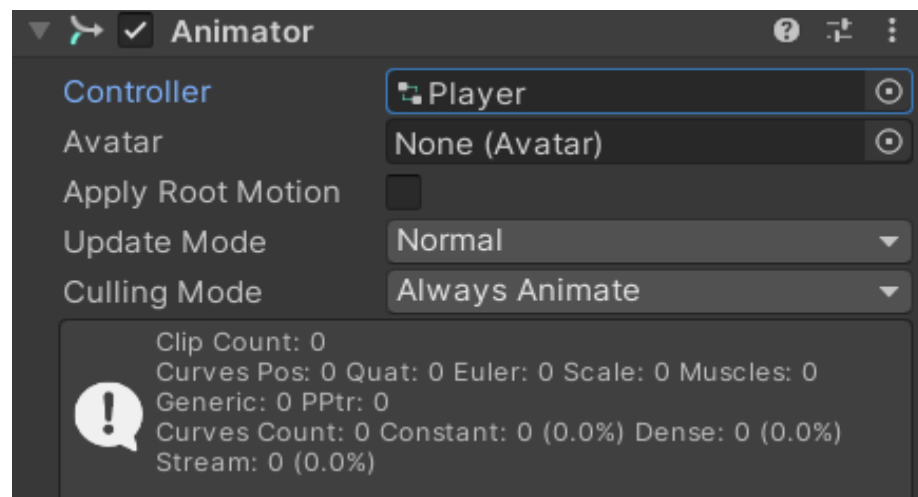 Animator
Controller
Player
Avatar
None (Avatar)
Apply Root Motion
Update Mode
Normal
Culling Mode
Always Animate
Clip Count: 0
Curves Pos: 0 Quat: 0 Euler: 0 Scale: 0 Muscles: 0
Generic: 0 PPtr: 0
Curves Count: 0 Constant: 0 (0.0%) Dense: 0 (0.0%)
Stream: 0 (0.0%)